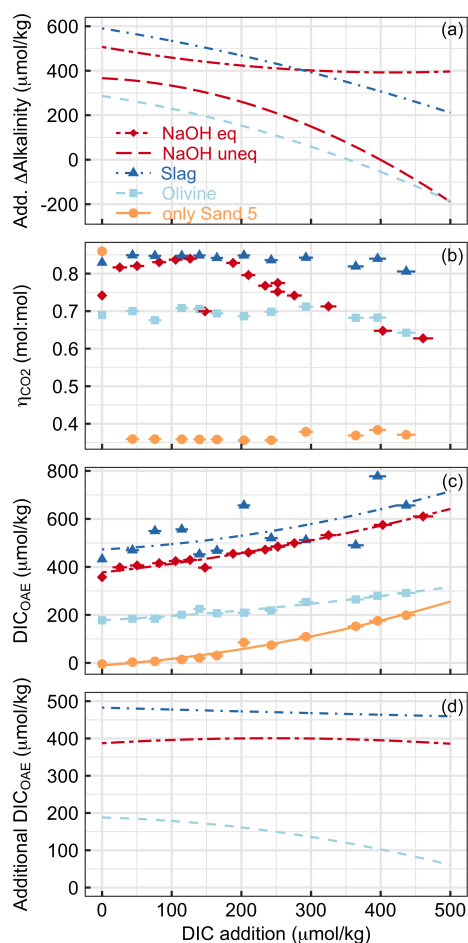 Add. ΔAlkalinity (μmol/kg)
600
400
200
0
-200
(a)
NaOH eq
NaOH uneq
Slag
Olivine
only Sand 5
ηCO2 (mol:mol)
0.8
0.7
0.6
0.5
0.4
(b)
DICOAE (μmol/kg)
800
600
400
200
0
(c)
Additional DICOAE (μmol/kg)
500
400
300
200
100
0
(d)
0 100 200 300 400 500
DIC addition (μmol/kg)